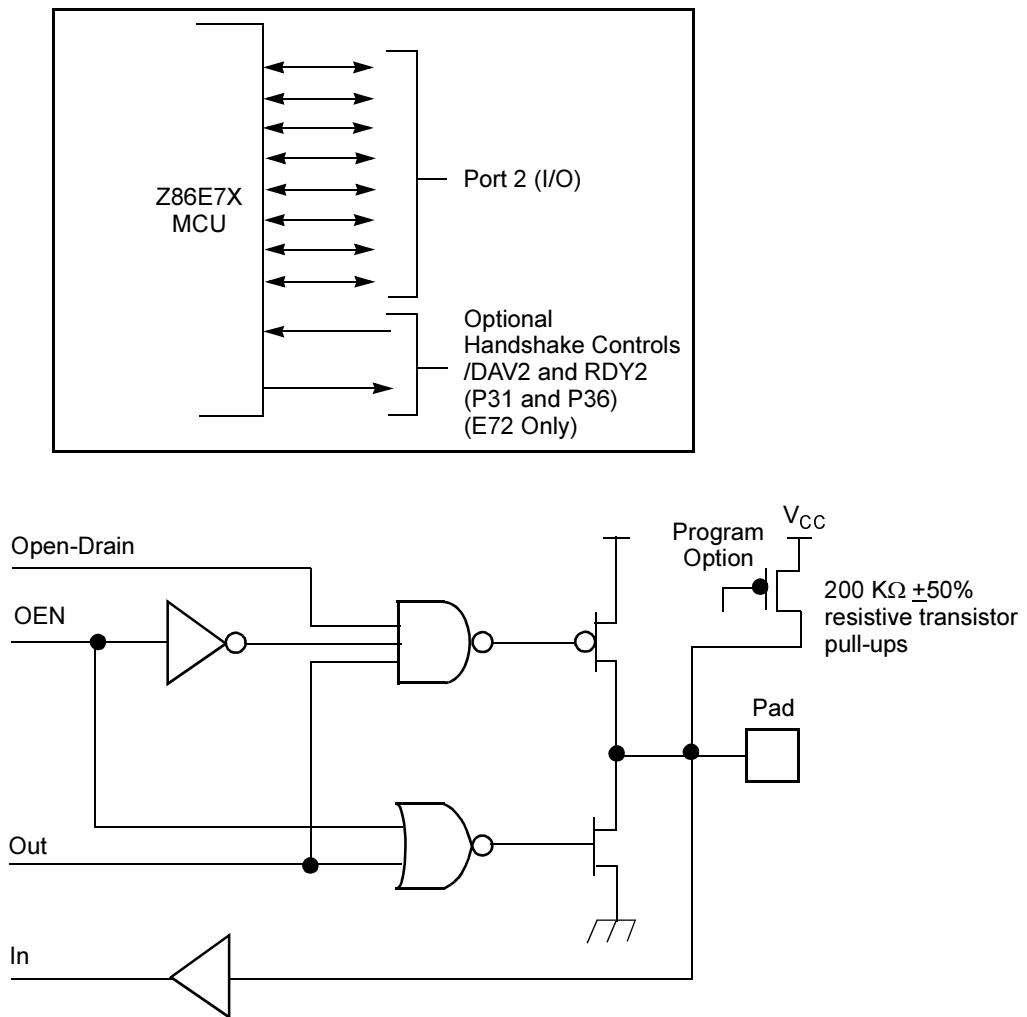 Z86E7X
MCU
Port 2 (I/O)
Optional
Handshake Controls
/DAV2 and RDY2
(P31 and P36)
(E72 Only)
Open-Drain
OEN
Out
In
Program
Option
VCC
200 KΩ ±50%
resistive transistor
pull-ups
Pad